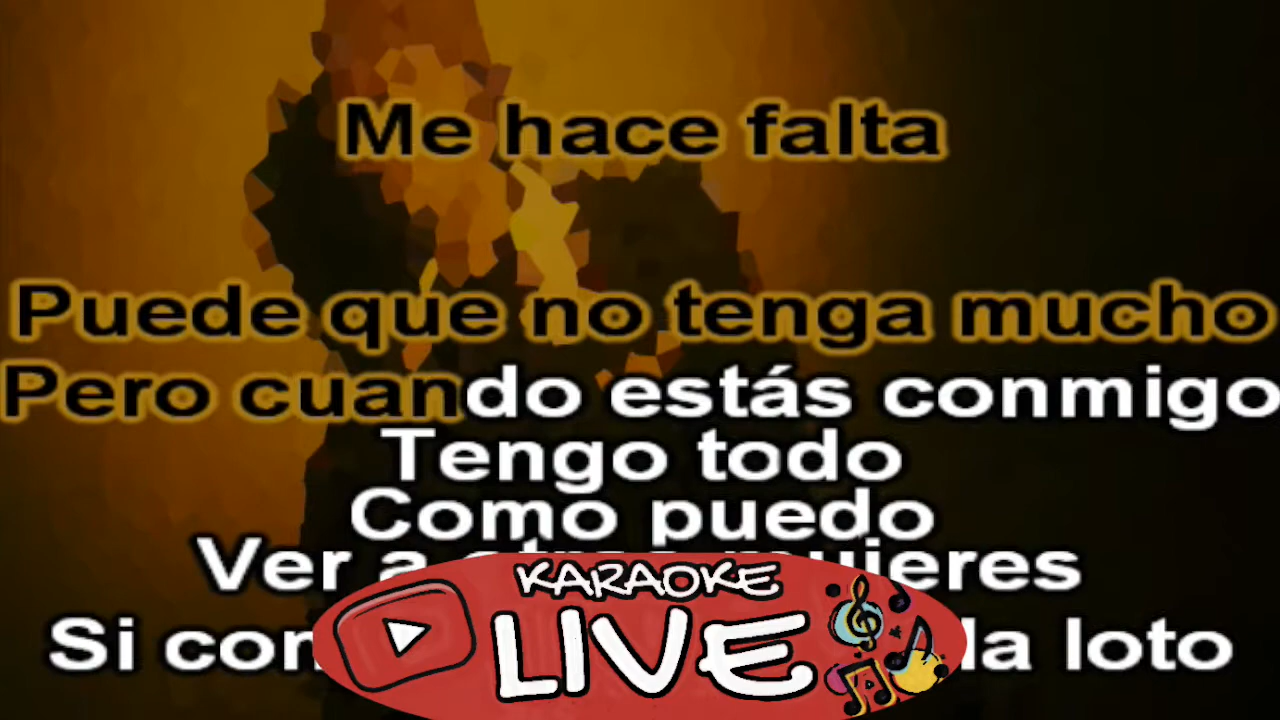 Me hace falta
Puede que no tenga mucho
Pero cuando estás conmigo
Tengo todo
Como puedo
Ver a otras mujeres
Si con la loto
KARAOKE
LIVE